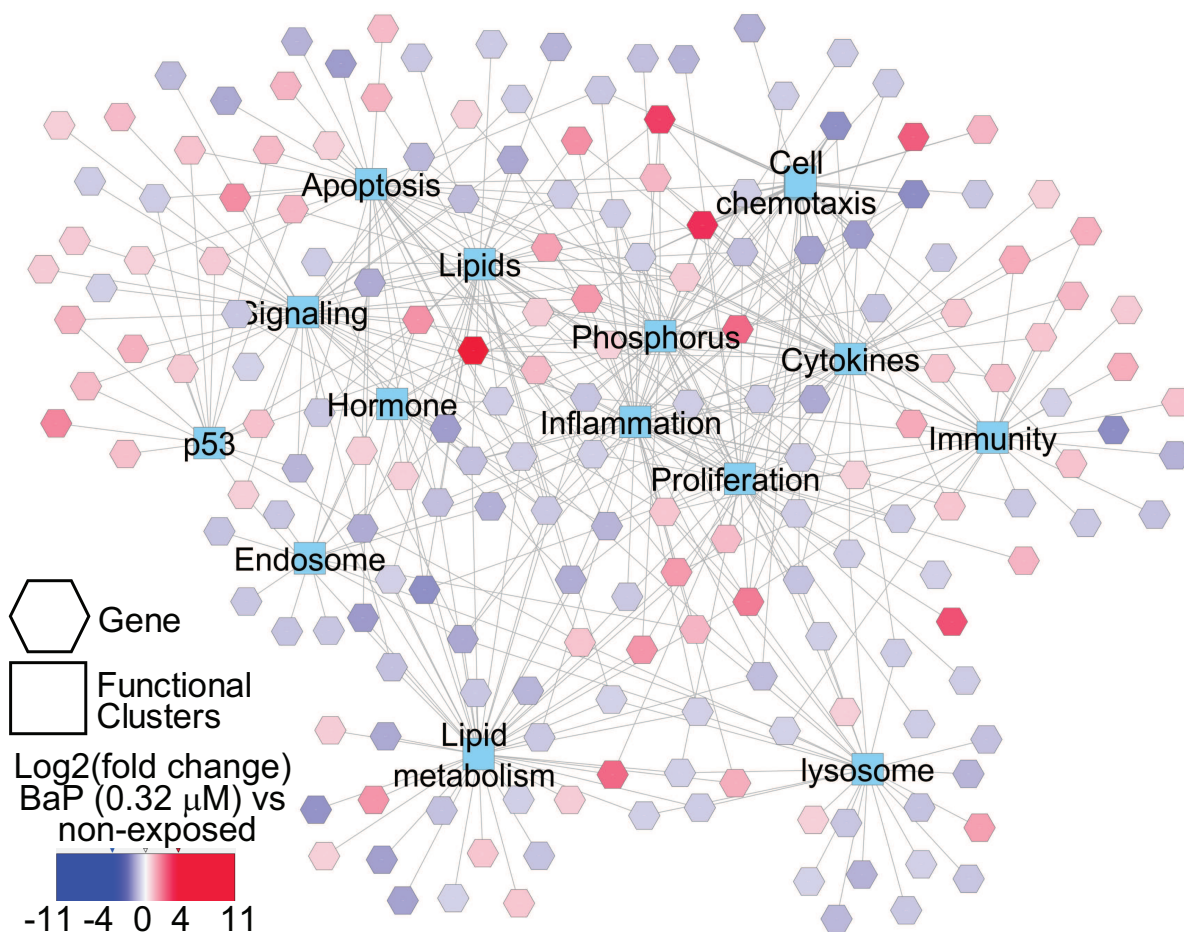 Cell
chemotaxis
Apoptosis
Lipids
Signaling
Phosphorus
Cytokines
Hormone
Inflammation
p53
Immunity
Proliferation
Endosome
Gene
Functional
Clusters
Lipid
metabolism
lysosome
Log2(fold change)
BaP (0.32 μM) vs
non-exposed
-11 -4 0 4 11